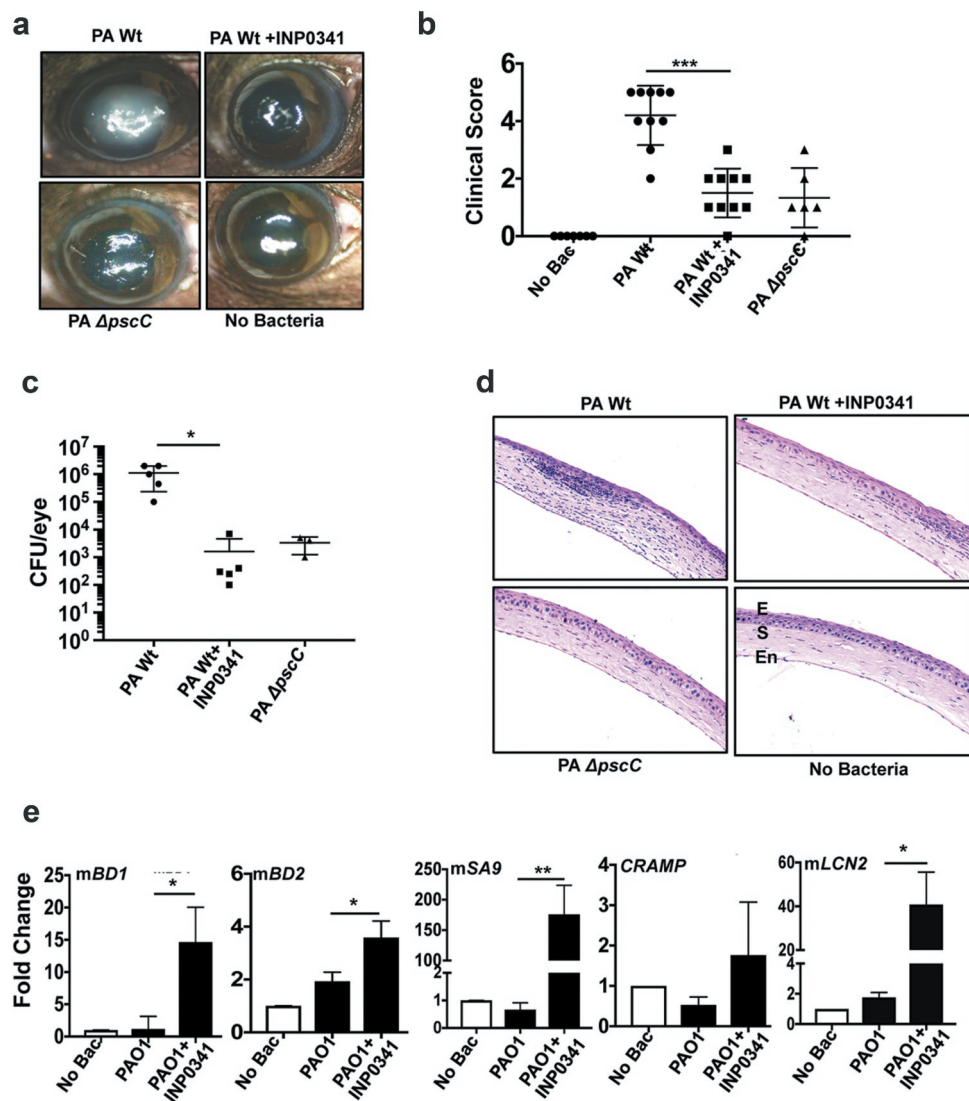 a
PA Wt
PA Wt +INP0341
PA ΔpscC
No Bacteria
b
Clinical Score
6
4
2
0
***
No Bac
PA Wt
PA Wt +
INP0341
PA ΔpscC
c
CFU/eye
10⁷
10⁶
10⁵
10⁴
10³
10²
10¹
10⁰
*
PA Wt
PA Wt+
INP0341
PA ΔpscC
d
PA Wt
PA Wt +INP0341
E
S
En
PA ΔpscC
No Bacteria
e
Fold Change
mBD1
25
20
15
10
5
0
*
No Bac
PAO1
PAO1+
INP0341
mBD2
6
4
2
0
*
No Bac
PAO1
PAO1+
INP0341
mSA9
250
200
150
100
2
1
0
**
No Bac
PAO1
PAO1+
INP0341
CRAMP
4
3
2
1
0
No Bac
PAO1
PAO1+
INP0341
mLCN2
60
40
20
4
2
0
*
No Bac
PAO1
PAO1+
INP0341